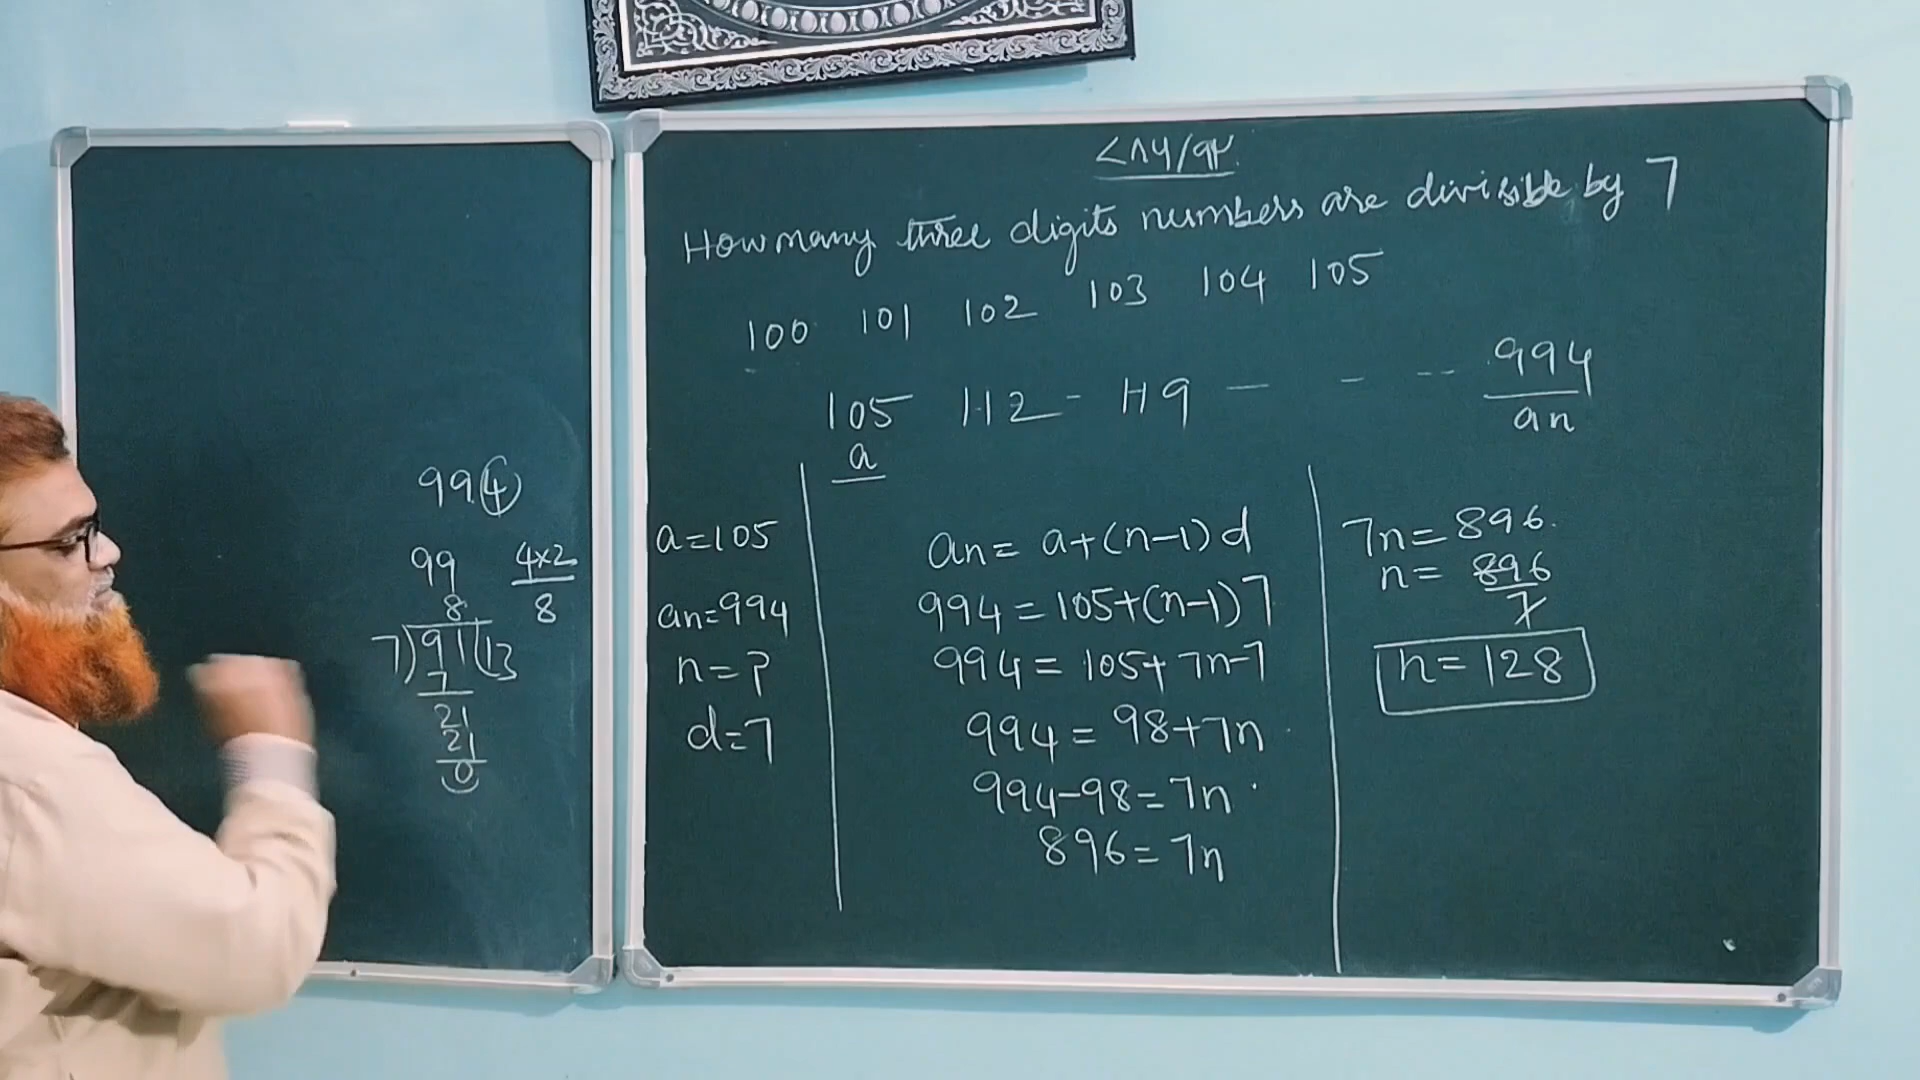 99④
99 4×2
8 8
7)91(13
7
21
21
0
<٨٦/٩٢
How many three digits numbers are divisible by 7
100 101 102 103 104 105
105 112 - 119 - - -- 994
a an
a=105
an=994
n=?
d=7
an= a+(n-1)d
994=105+(n-1)7
994=105+7n-7
994=98+7n
994-98=7n
896=7n
7n=896
n= 896
7
n=128